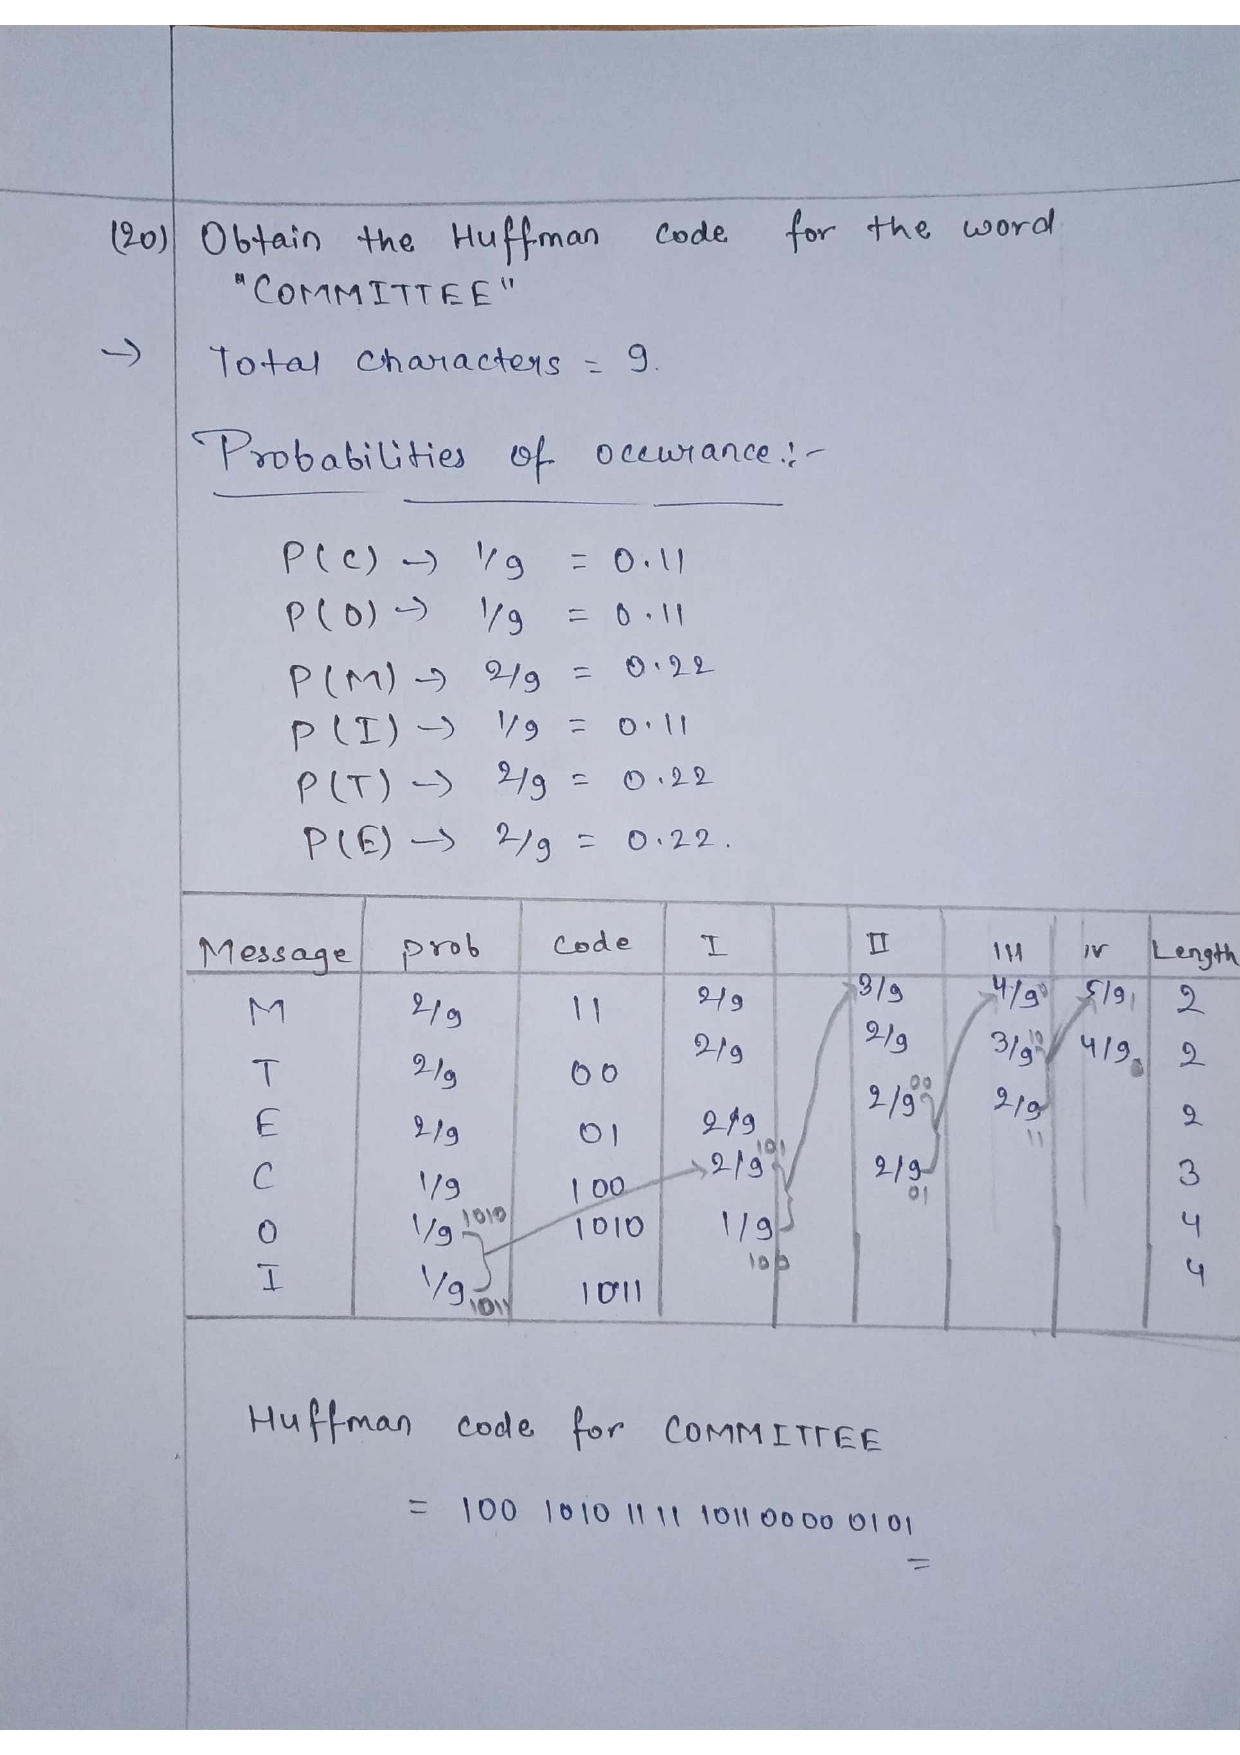 (20) Obtain the Huffman code for the word
"COMMITTEE"
→ Total characters = 9.
Probabilities of occurance :-
P(C) → 1/9 = 0.11
P(O) → 1/9 = 0.11
P(M) → 2/9 = 0.22
P(I) → 1/9 = 0.11
P(T) → 2/9 = 0.22
P(E) → 2/9 = 0.22.
Message prob code I II III IV Length
M 2/9 11 2/9 3/9 4/9 0 5/9 1 2
T 2/9 00 2/9 2/9 3/9 10 4/9 0 2
E 2/9 01 2/9 2/9 00 2/9 11 2
C 1/9 100 2/9 101 2/9 01 3
O 1/9 1010 1010 1/9 100 4
I 1/9 1011 1011 4
Huffman code for COMMITTEE
= 100 1010 11 11 1011 00 00 01 01
=